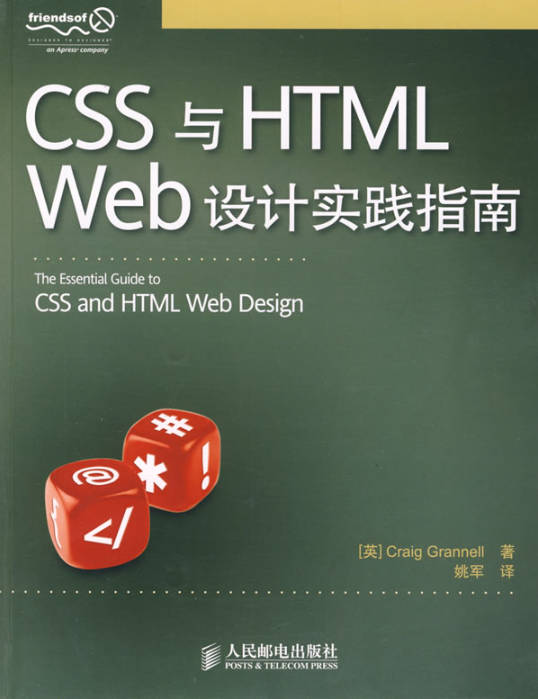 friendsof
DESIGNER TO DESIGNER™
an Apress® company
CSS 与 HTML
Web 设计实践指南
The Essential Guide to
CSS and HTML Web Design
#
*
!
@
{
</
[英] Craig Grannell 著
姚军 译
人民邮电出版社
POSTS & TELECOM PRESS